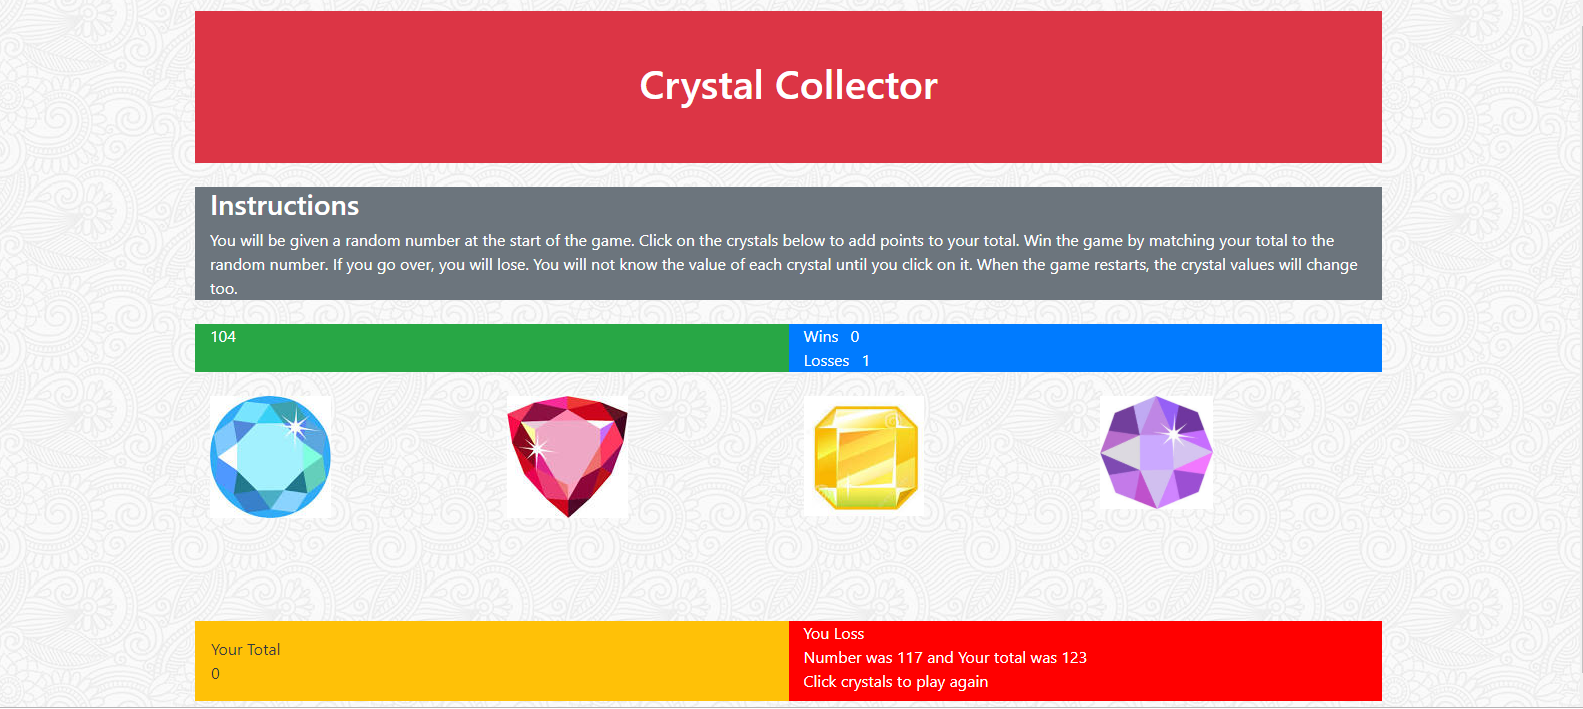 Crystal Collector
Instructions
You will be given a random number at the start of the game. Click on the crystals below to add points to your total. Win the game by matching your total to the
random number. If you go over, you will lose. You will not know the value of each crystal until you click on it. When the game restarts, the crystal values will change
too.
104
Wins 0
Losses 1
Your Total
0
You Loss
Number was 117 and Your total was 123
Click crystals to play again